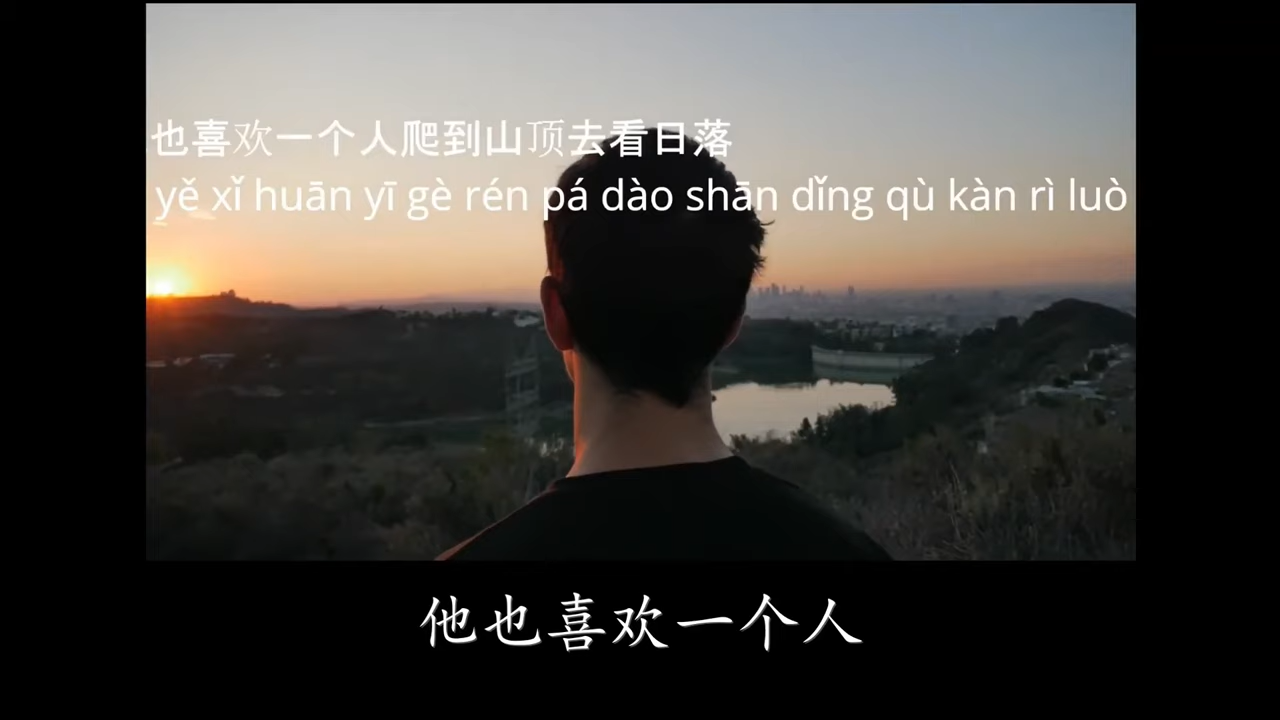 也喜欢一个人爬到山顶去看日落
yě xǐ huān yī gè rén pá dào shān dǐng qù kàn rì luò
他也喜欢一个人